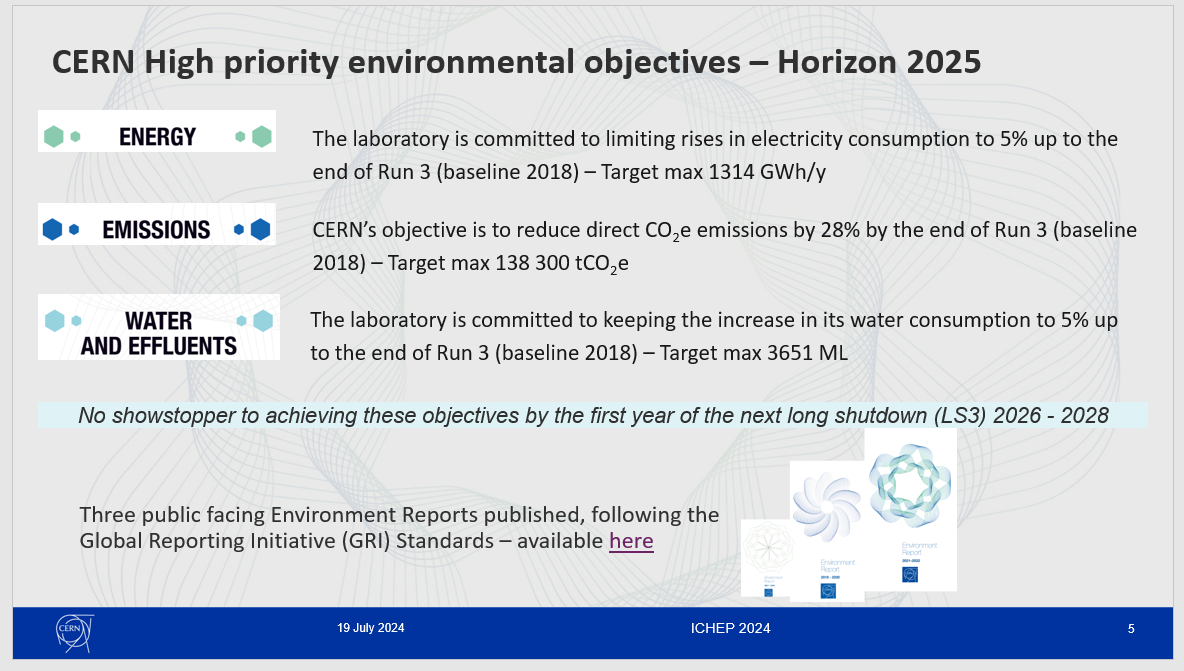 CERN High priority environmental objectives – Horizon 2025
ENERGY
The laboratory is committed to limiting rises in electricity consumption to 5% up to the
end of Run 3 (baseline 2018) – Target max 1314 GWh/y
EMISSIONS
CERN’s objective is to reduce direct CO₂e emissions by 28% by the end of Run 3 (baseline
2018) – Target max 138 300 tCO₂e
WATER
AND EFFLUENTS
The laboratory is committed to keeping the increase in its water consumption to 5% up
to the end of Run 3 (baseline 2018) – Target max 3651 ML
No showstopper to achieving these objectives by the first year of the next long shutdown (LS3) 2026 - 2028
Three public facing Environment Reports published, following the
Global Reporting Initiative (GRI) Standards – available here
Environment
Report
Environment
Report
2021–2022
CERN
19 July 2024
ICHEP 2024
5